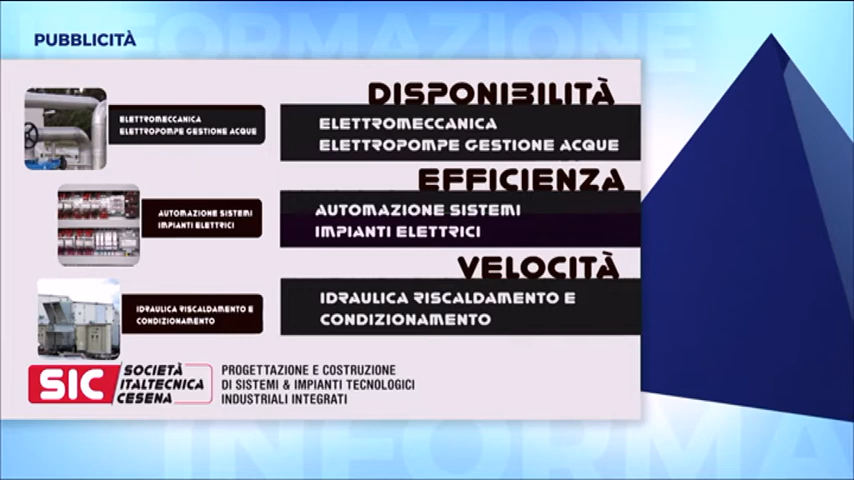 INFORMAZIONE
PUBBLICITÀ
DISPONIBILITÀ
ELETTROMECCANICA
ELETTROPOMPE GESTIONE ACQUE
ELETTROMECCANICA
ELETTROPOMPE GESTIONE ACQUE
EFFICIENZA
AUTOMAZIONE SISTEMI
IMPIANTI ELETTRICI
AUTOMAZIONE SISTEMI
IMPIANTI ELETTRICI
VELOCITÀ
IDRAULICA RISCALDAMENTO E
CONDIZIONAMENTO
IDRAULICA RISCALDAMENTO E
CONDIZIONAMENTO
SIC
SOCIETÀ
ITALTECNICA
CESENA
PROGETTAZIONE E COSTRUZIONE
DI SISTEMI & IMPIANTI TECNOLOGICI
INDUSTRIALI INTEGRATI
INFORMA